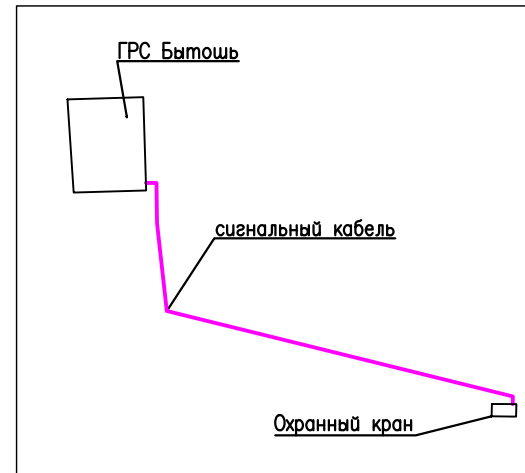 ГРС Бытошь
сигнальный кабель
Охранный кран